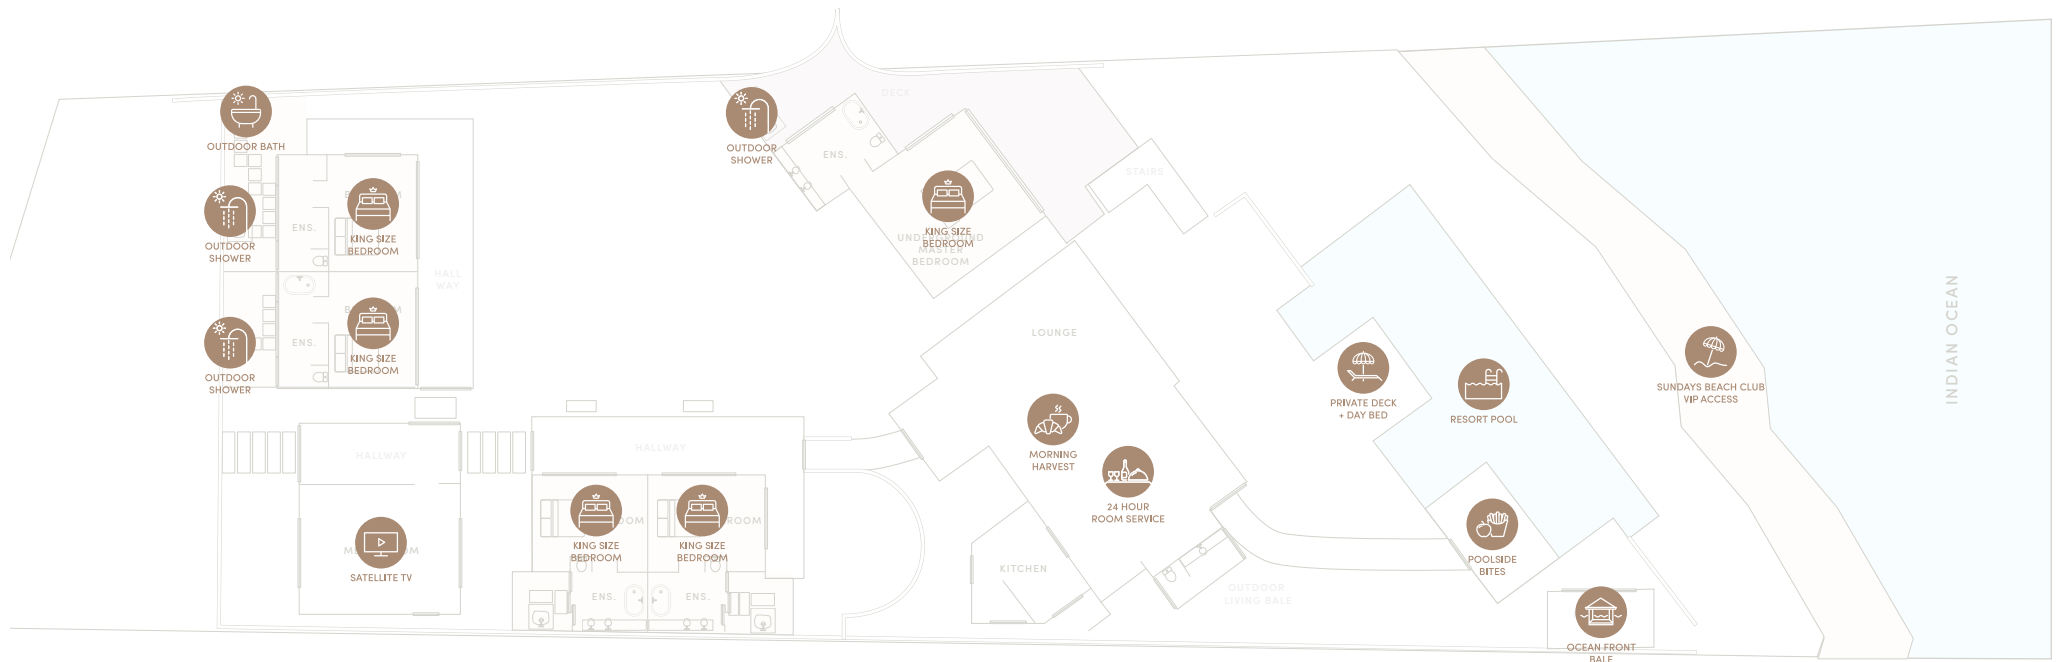 DECK
OUTDOOR BATH
OUTDOOR
SHOWER
ENS.
STAIRS
KING SIZE
BEDROOM
ENS.
OUTDOOR
SHOWER
KING SIZE
BEDROOM
UNDERGROUND
MASTER
BEDROOM
HALL
WAY
INDIAN OCEAN
LOUNGE
ENS.
KING SIZE
BEDROOM
OUTDOOR
SHOWER
SUNDAYS BEACH CLUB
VIP ACCESS
PRIVATE DECK
+ DAY BED
RESORT POOL
HALLWAY
HALLWAY
MORNING
HARVEST
24 HOUR
ROOM SERVICE
KING SIZE
BEDROOM
KING SIZE
BEDROOM
SATELLITE TV
POOLSIDE
BITES
KITCHEN
OUTDOOR
LIVING BALE
ENS.
ENS.
OCEAN FRONT
BALE